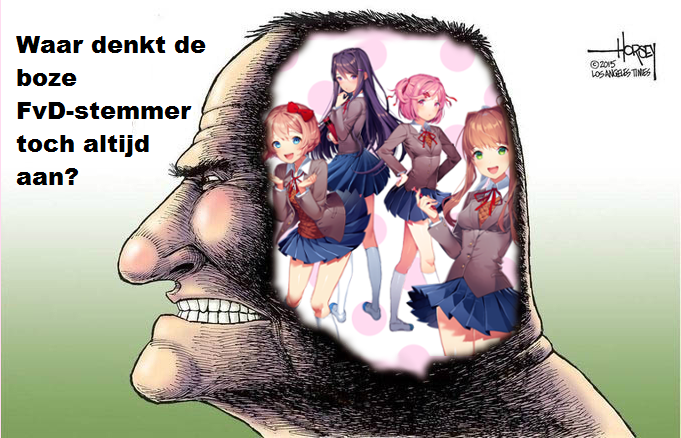 Waar denkt de
boze
FvD-stemmer
toch altijd
aan?
HORSEY
©2015
LOS ANGELES TIMES